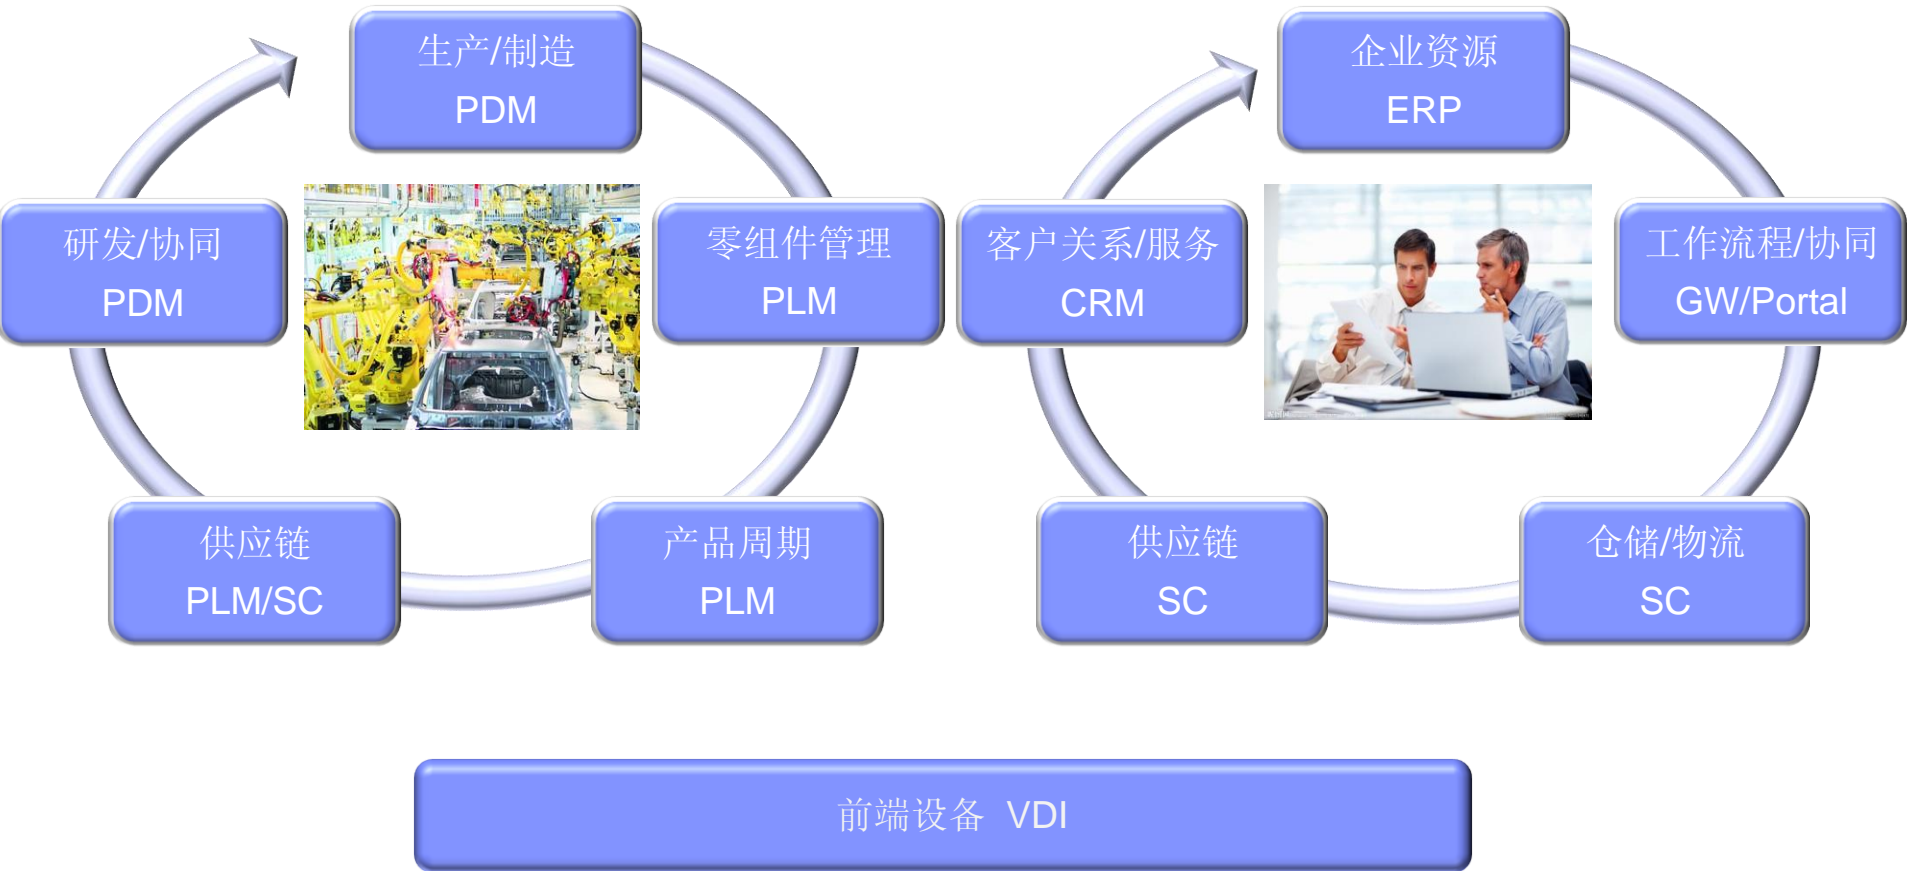 生产/制造
PDM
企业资源
ERP
研发/协同
PDM
零组件管理
PLM
客户关系/服务
CRM
工作流程/协同
GW/Portal
供应链
PLM/SC
产品周期
PLM
供应链
SC
仓储/物流
SC
前端设备 VDI